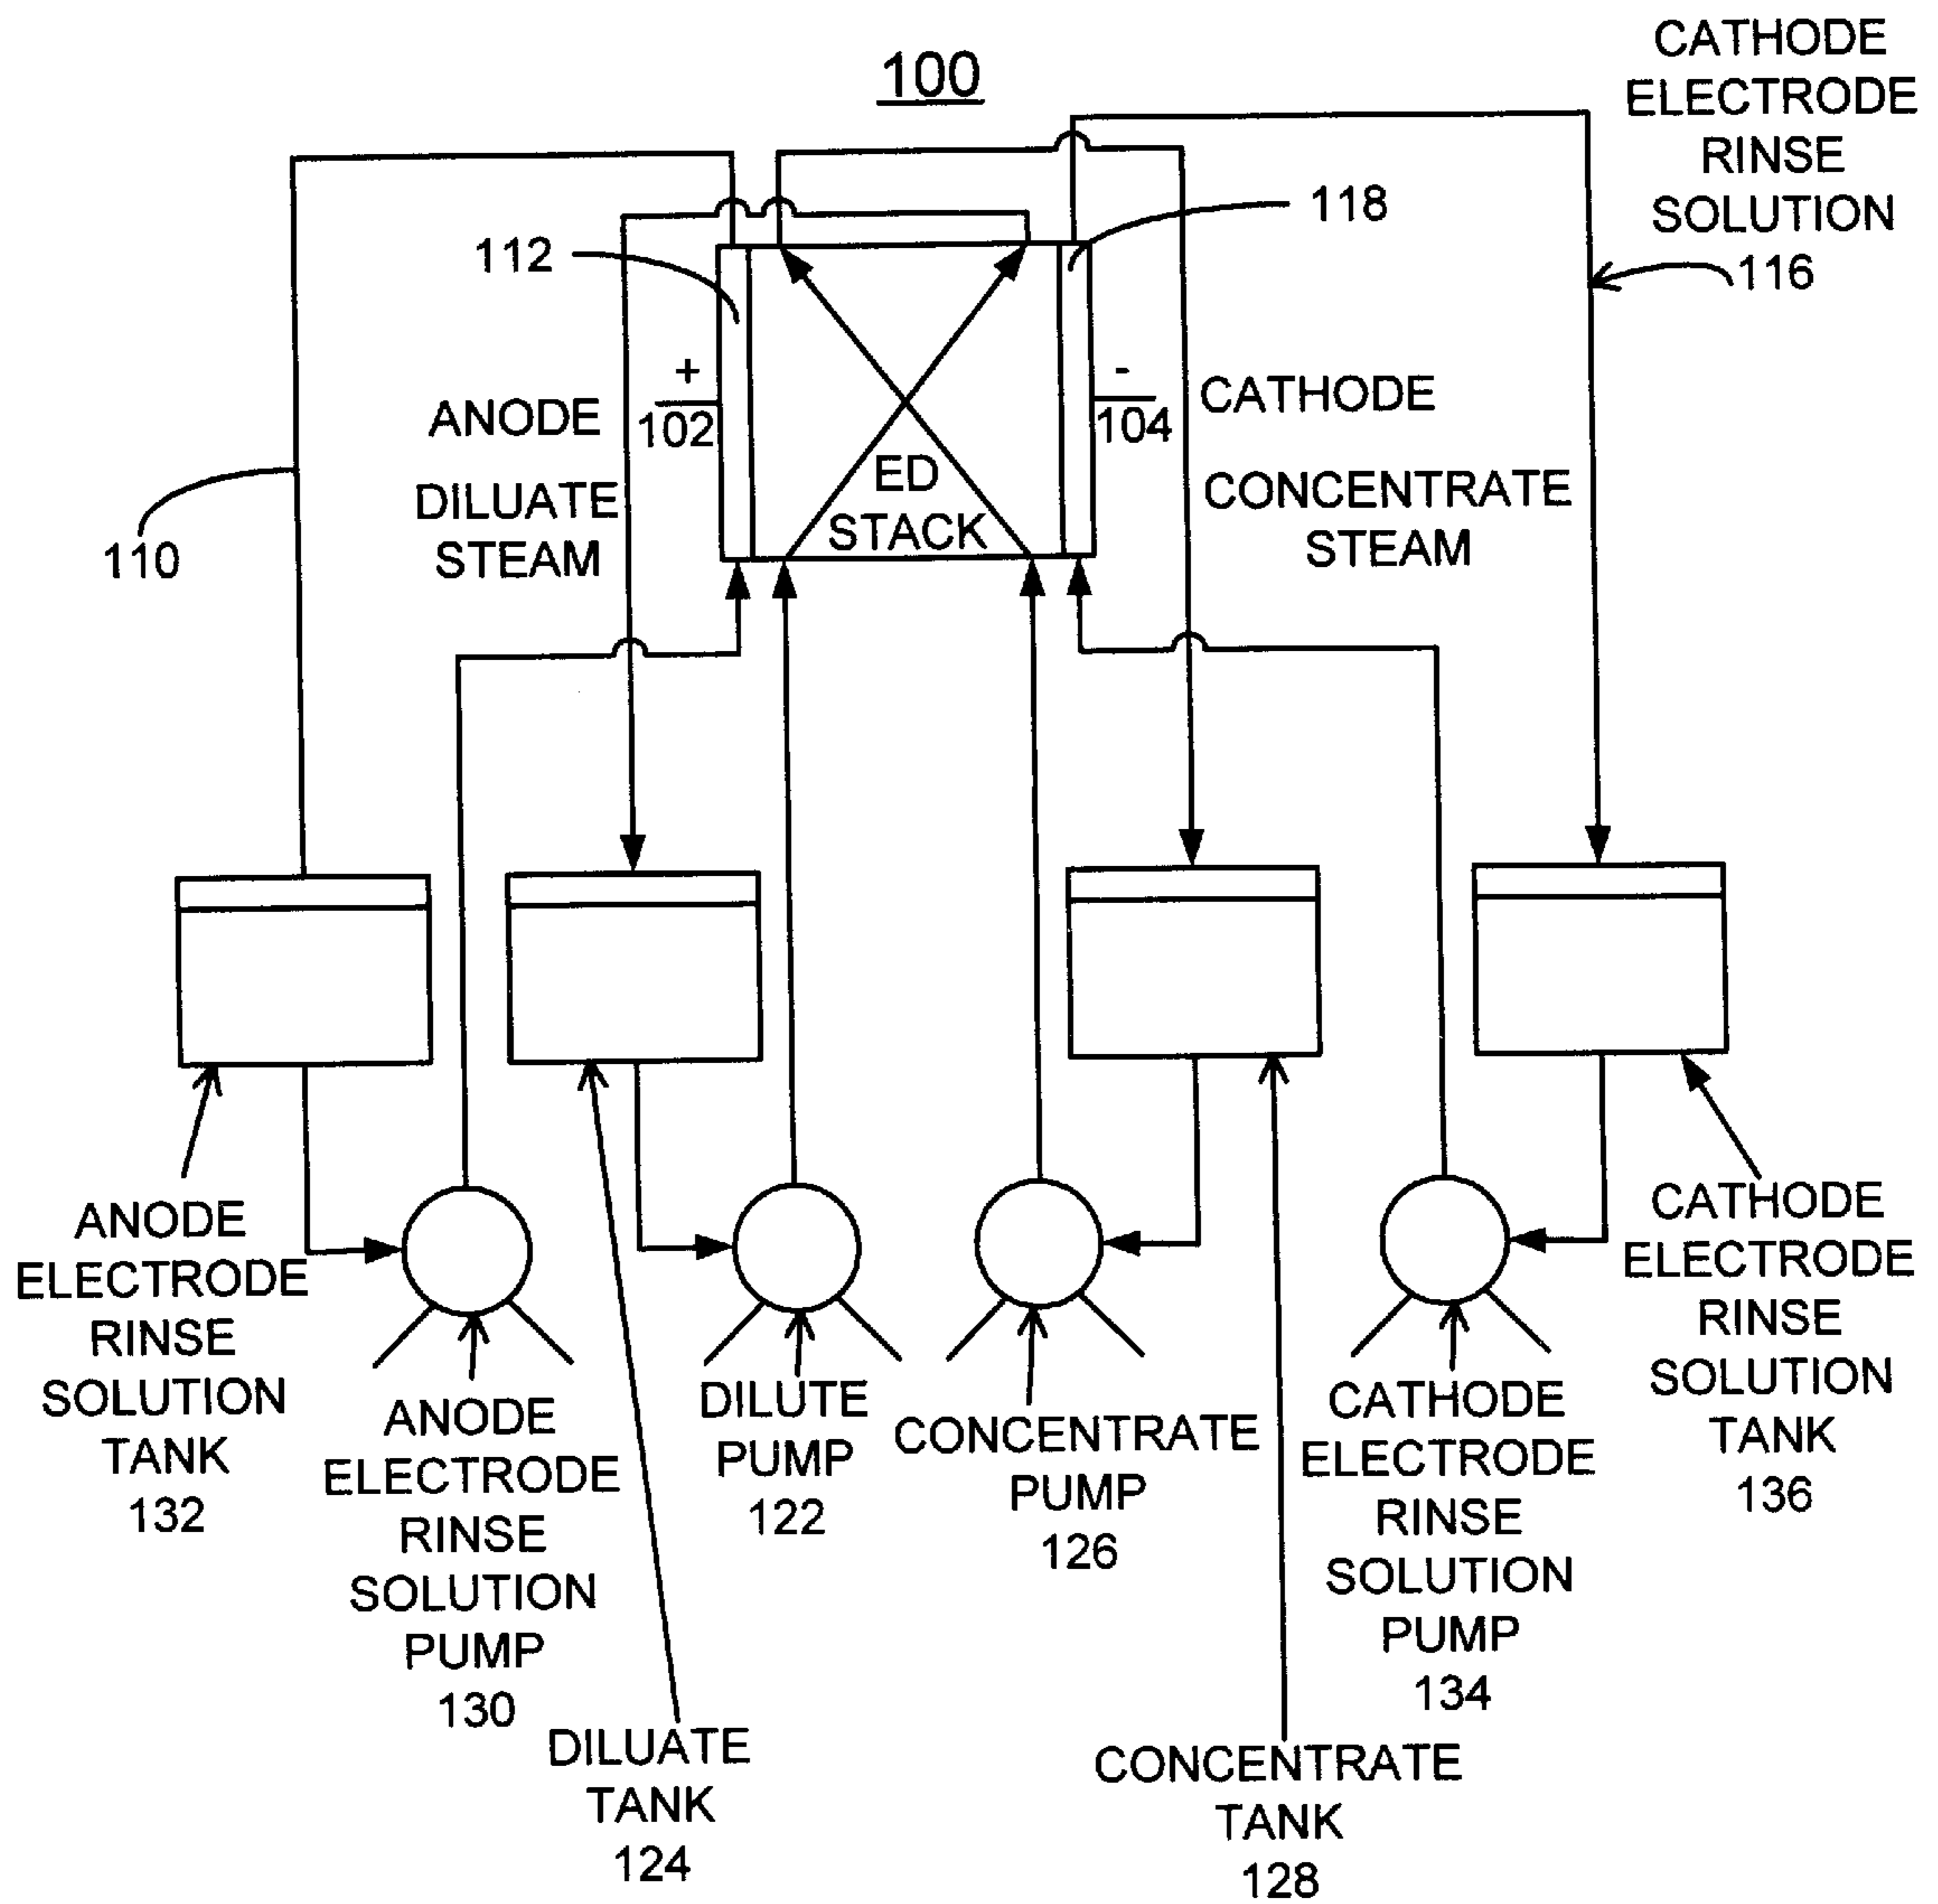 100
CATHODE
ELECTRODE
RINSE
SOLUTION
116
118
112
+
102
-
104
ANODE
CATHODE
DILUATE
STEAM
ED
STACK
CONCENTRATE
STEAM
110
ANODE
ELECTRODE
RINSE
SOLUTION
TANK
132
ANODE
ELECTRODE
RINSE
SOLUTION
PUMP
130
DILUATE
TANK
124
DILUTE
PUMP
122
CONCENTRATE
PUMP
126
CONCENTRATE
TANK
128
CATHODE
ELECTRODE
RINSE
SOLUTION
PUMP
134
CATHODE
ELECTRODE
RINSE
SOLUTION
TANK
136